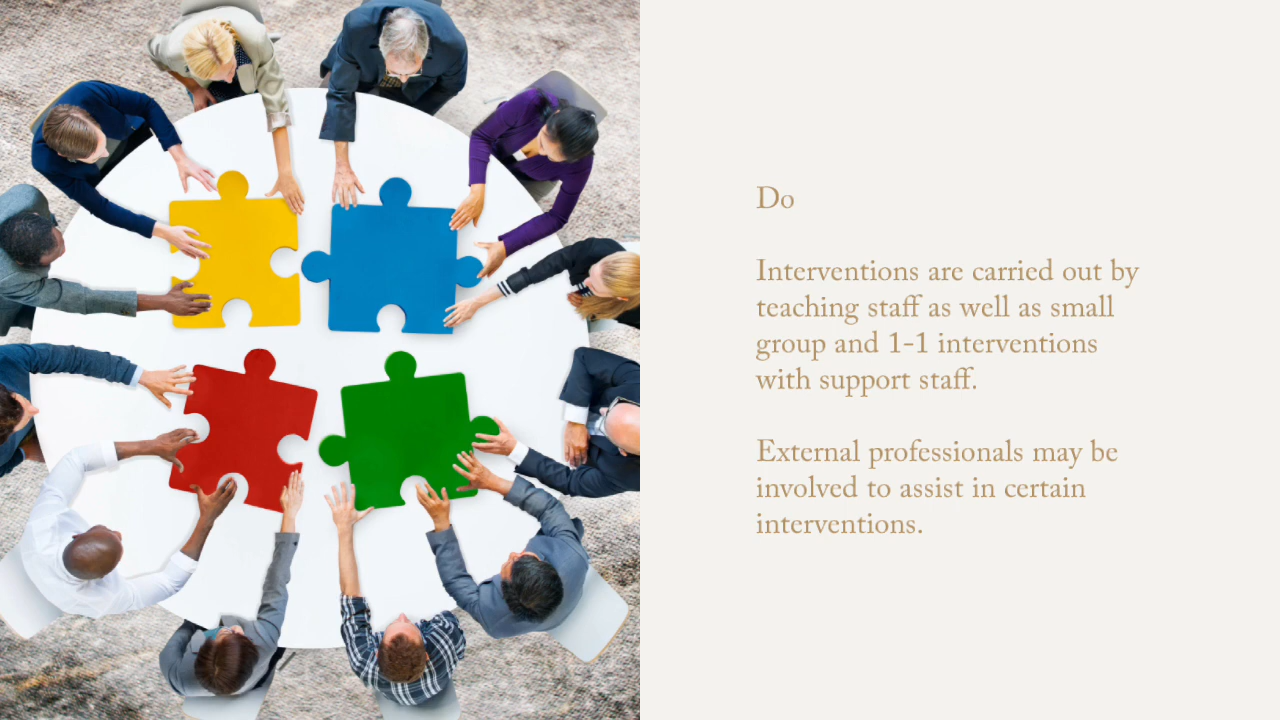 Do
Interventions are carried out by
teaching staff as well as small
group and 1-1 interventions
with support staff.
External professionals may be
involved to assist in certain
interventions.